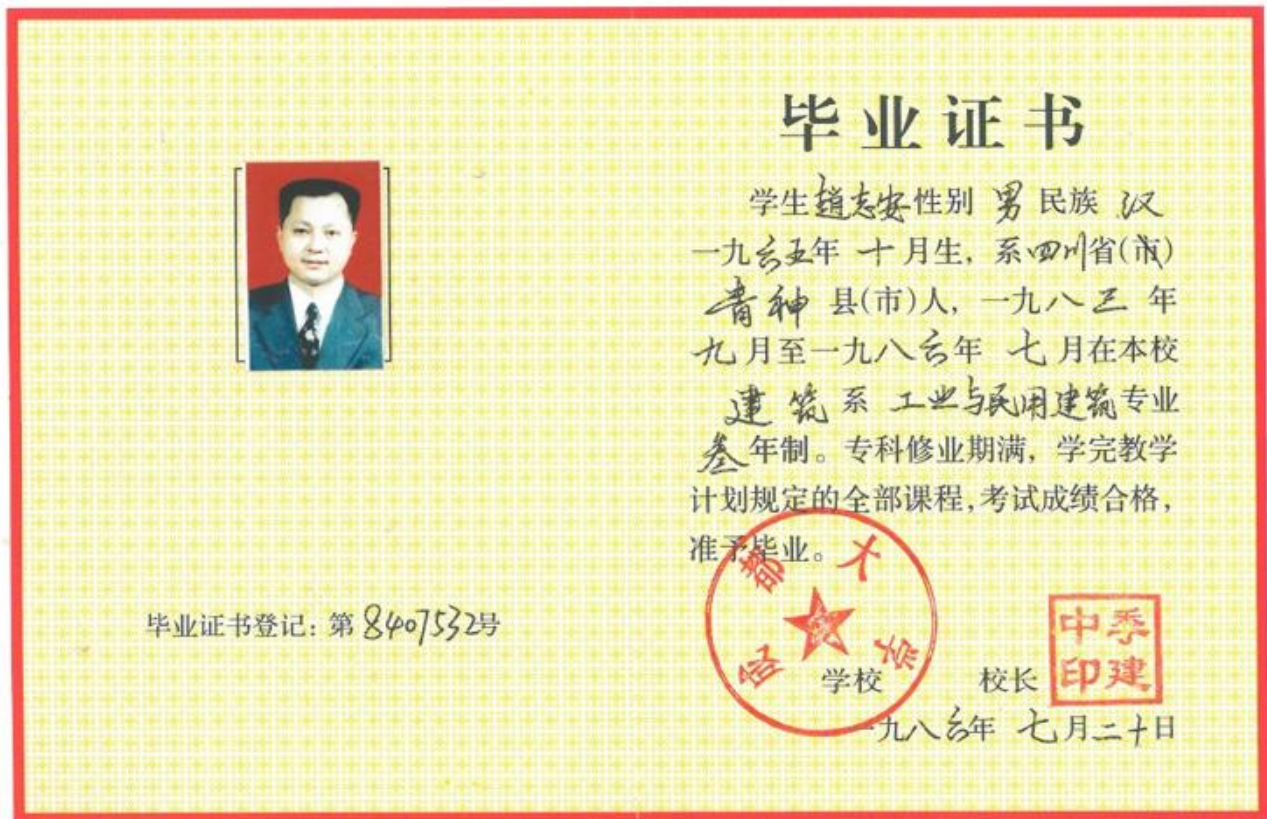 毕业证书
学生趙志安性别 男 民族 汉
一九六五年 十月生, 系四川省(市)
青神 县(市)人, 一九八三 年
九月至一九八六年 七月在本校
建筑系 工业与民用建筑专业
叁年制。专科修业期满, 学完教学
计划规定的全部课程,考试成绩合格,
准予毕业。
毕业证书登记: 第8407532号
都大学
学校 校长
季建中印
一九八六年 七月二十日